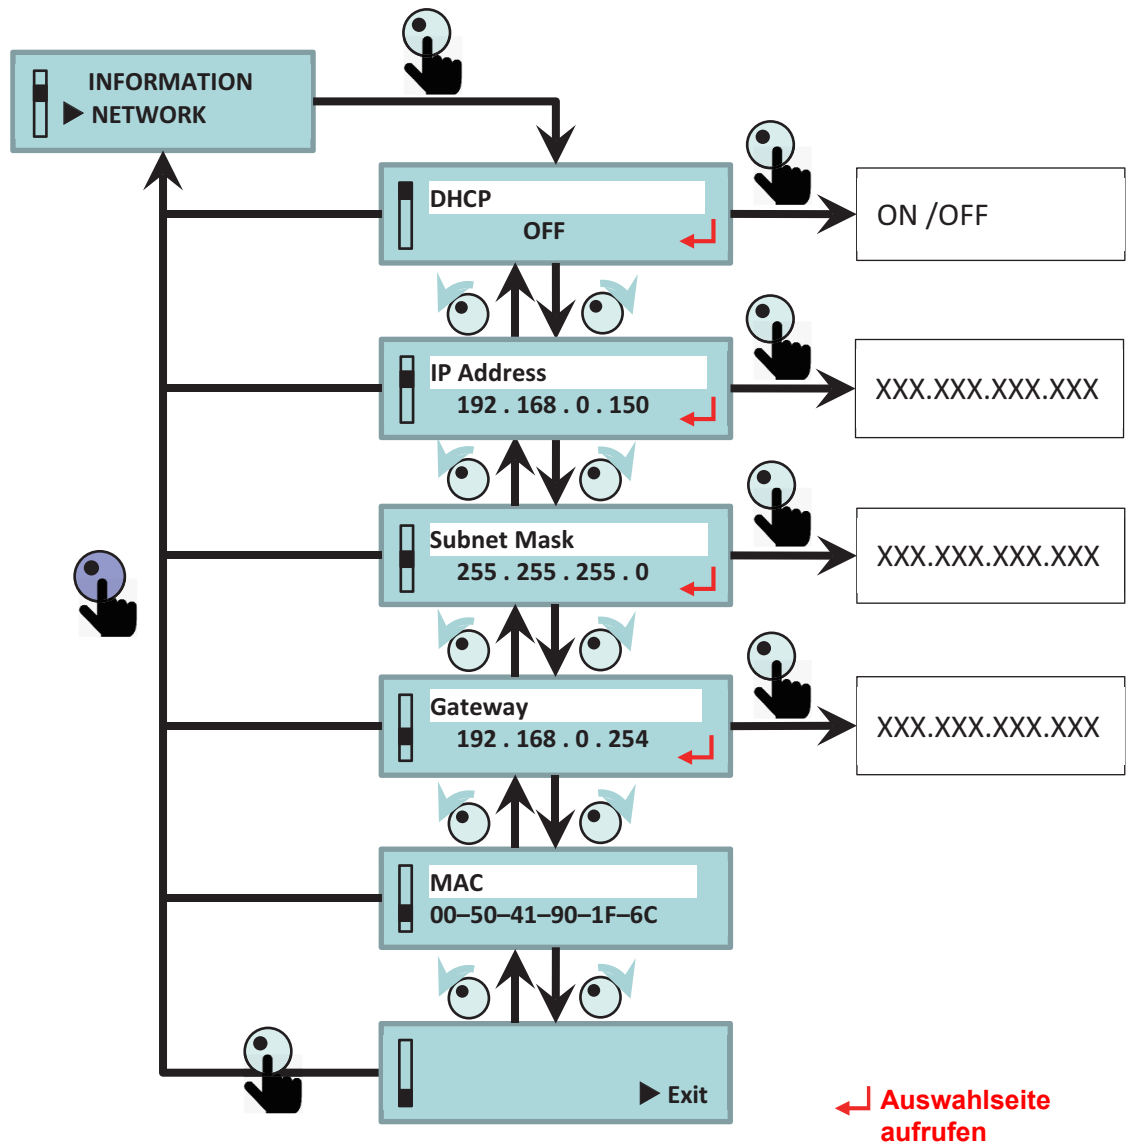 INFORMATION
▶ NETWORK
DHCP
OFF
ON /OFF
IP Address
192 . 168 . 0 . 150
XXX.XXX.XXX.XXX
Subnet Mask
255 . 255 . 255 . 0
XXX.XXX.XXX.XXX
Gateway
192 . 168 . 0 . 254
XXX.XXX.XXX.XXX
MAC
00–50–41–90–1F–6C
▶ Exit
Auswahlseite
aufrufen